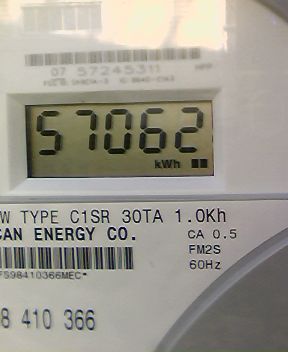 07 57245311
57062
kWh
W TYPE C1SR 30TA 1.0Kh
CAN ENERGY CO.
CA 0.5
FM2S
60Hz
FS98410366MEC*
8 410 366